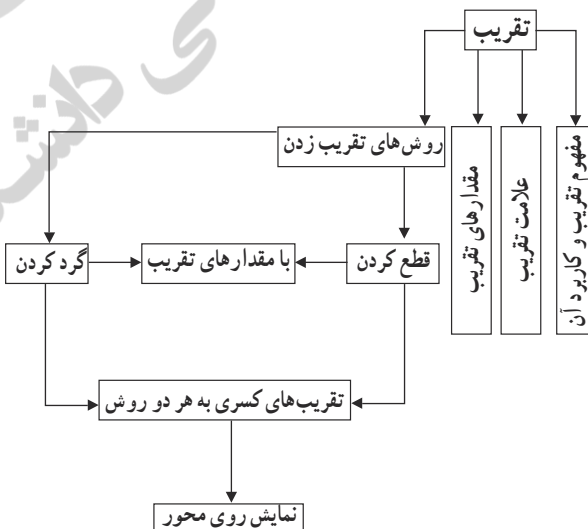 تقریب
مفهوم تقریب و کاربرد آن
علامت تقریب
مقدارهای تقریب
روش‌های تقریب زدن
قطع کردن
با مقدارهای تقریب
گرد کردن
تقریب‌های کسری به هر دو روش
نمایش روی محور